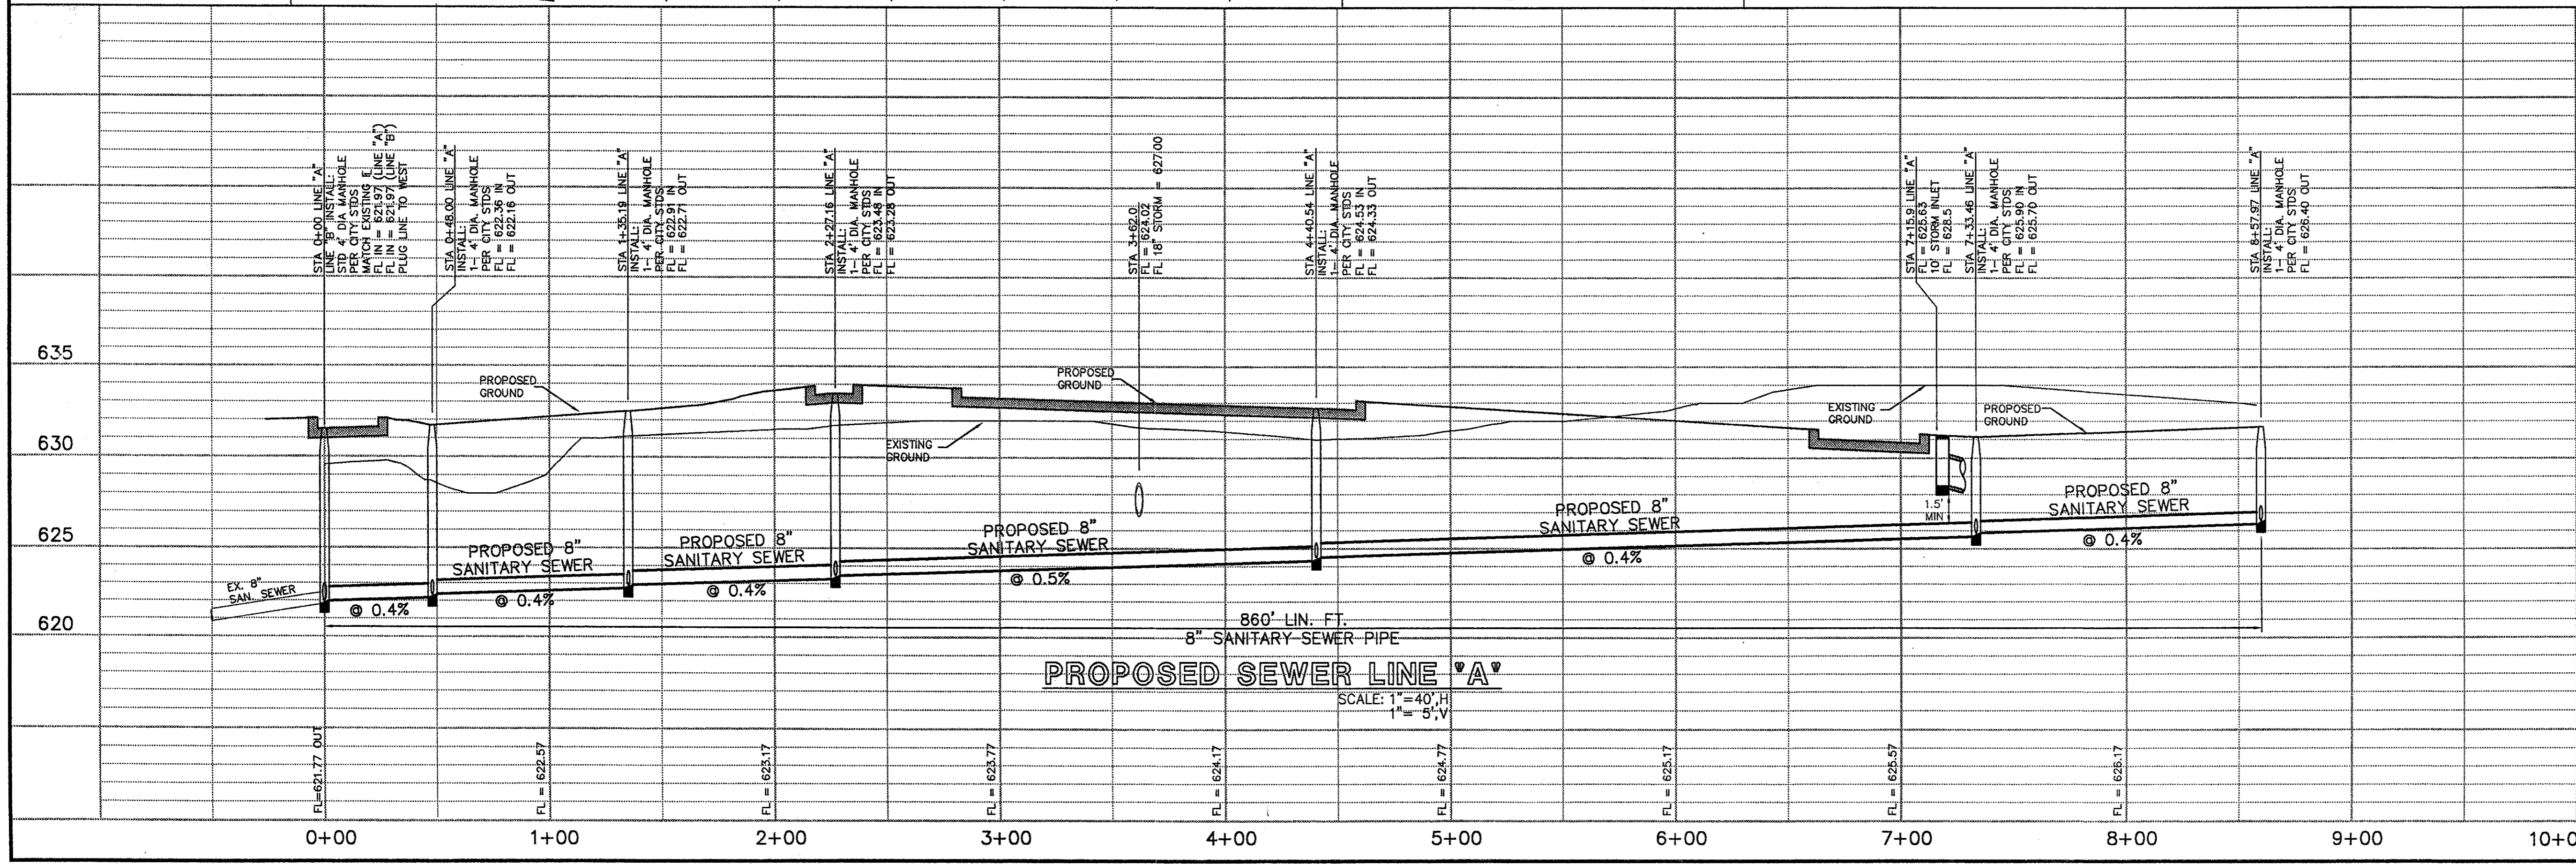 STA 0+00 LINE "A"
LINE "B" INSTALL:
STD 4' DIA MANHOLE
PER CITY STDS
MATCH EXISTING FL
FL IN = 621.97 (LINE "A")
FL IN = 621.97 (LINE "B")
PLUG LINE TO WEST
STA 0+48.00 LINE "A"
INSTALL:
1- 4' DIA. MANHOLE
PER CITY STDS
FL = 622.36 IN
FL = 622.16 OUT
STA 1+35.19 LINE "A"
INSTALL:
1- 4' DIA. MANHOLE
PER CITY STDS
FL = 622.91 IN
FL = 622.71 OUT
STA 2+27.16 LINE "A"
INSTALL:
1- 4' DIA. MANHOLE
PER CITY STDS
FL = 623.48 IN
FL = 623.28 OUT
STA 3+62.0
FL = 624.02
FL 18" STORM = 627.00
STA 4+40.54 LINE "A"
INSTALL:
1- 4' DIA. MANHOLE
PER CITY STDS
FL = 624.53 IN
FL = 624.33 OUT
STA 7+15.9 LINE "A"
FL = 625.63
10' STORM INLET
FL = 628.5
STA 7+33.46 LINE "A"
INSTALL:
1- 4' DIA. MANHOLE
PER CITY STDS
FL = 625.90 IN
FL = 625.70 OUT
STA 8+57.97 LINE "A"
INSTALL:
1- 4' DIA. MANHOLE
PER CITY STDS
FL = 626.40 OUT
635
630
625
620
PROPOSED
GROUND
PROPOSED
GROUND
EXISTING
GROUND
EXISTING
GROUND
PROPOSED
GROUND
1.5'
MIN
EX. 8"
SAN. SEWER
@ 0.4%
PROPOSED 8"
SANITARY SEWER
@ 0.4%
PROPOSED 8"
SANITARY SEWER
@ 0.4%
PROPOSED 8"
SANITARY SEWER
@ 0.5%
PROPOSED 8"
SANITARY SEWER
@ 0.4%
PROPOSED 8"
SANITARY SEWER
@ 0.4%
860' LIN. FT.
8" SANITARY SEWER PIPE
PROPOSED SEWER LINE "A"
SCALE: 1"=40',H
1"= 5',V
FL=621.77 OUT
FL = 622.57
FL = 623.17
FL = 623.77
FL = 624.17
FL = 624.77
FL = 625.17
FL = 625.57
FL = 626.17
0+00 1+00 2+00 3+00 4+00 5+00 6+00 7+00 8+00 9+00 10+0